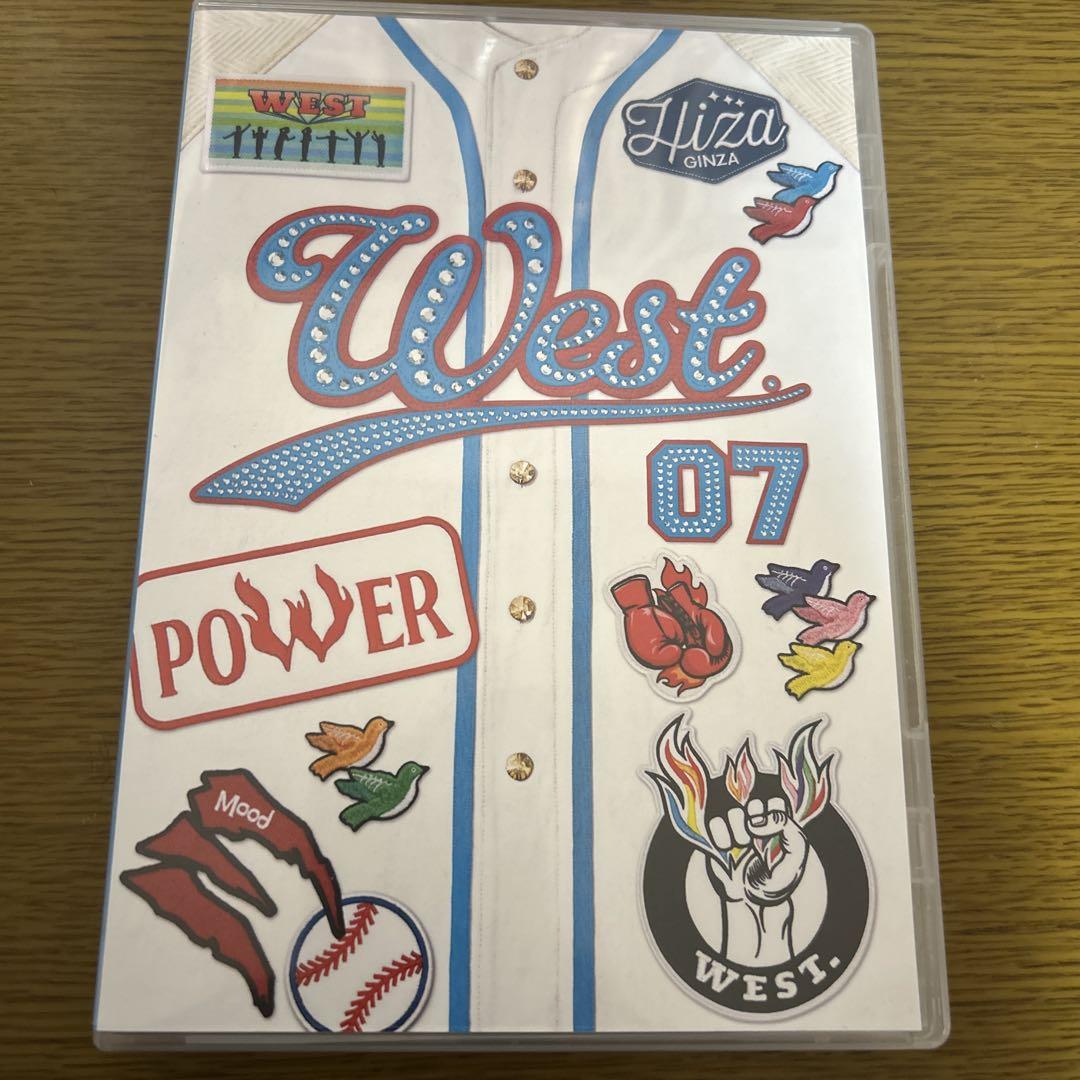 WEST
Hiza
GINZA
West.
07
POWER
Mood
WEST.